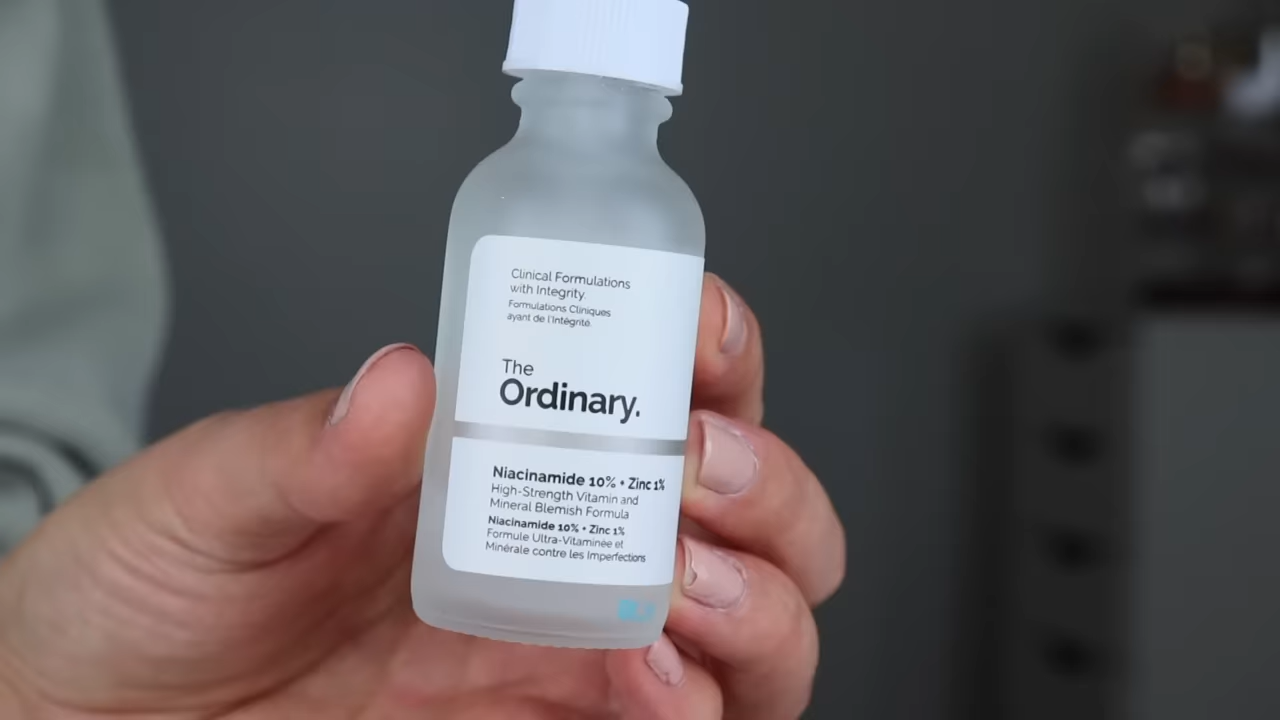 Clinical Formulations
with Integrity.
Formulations Cliniques
ayant de l'Intégrité.
The
Ordinary.
Niacinamide 10% + Zinc 1%
High-Strength Vitamin and
Mineral Blemish Formula
Niacinamide 10% + Zinc 1%
Formule Ultra-Vitaminée et
Minérale contre les Imperfections